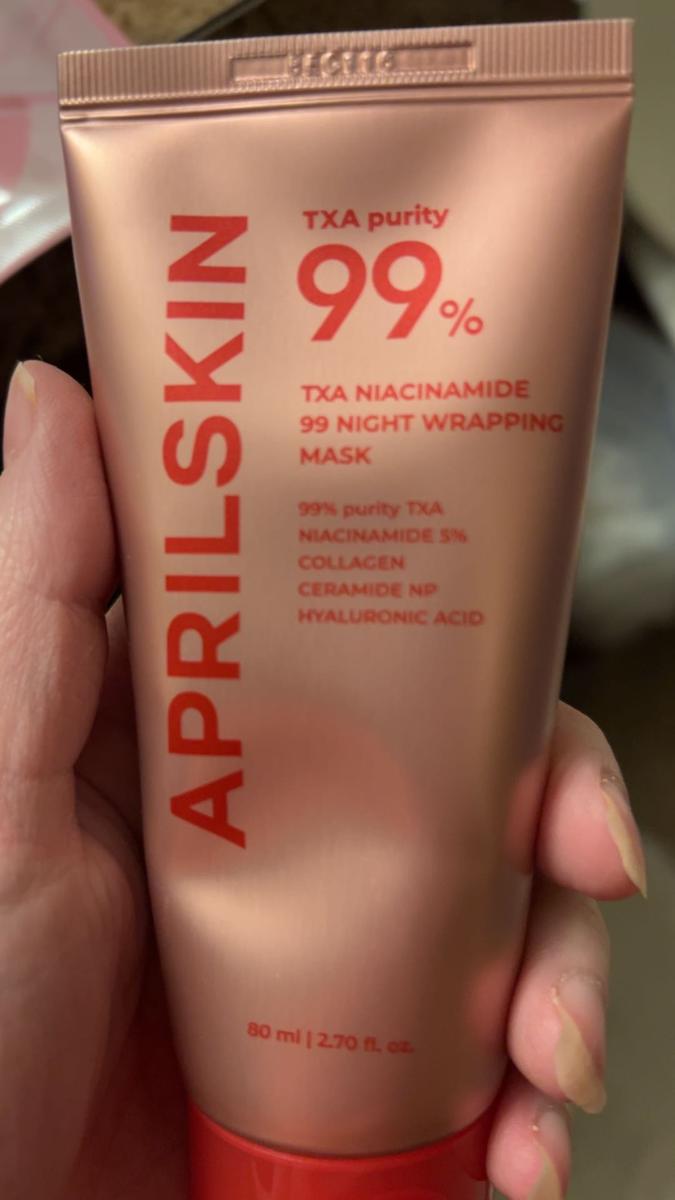 APRILSKIN
TXA purity
99%
TXA NIACINAMIDE
99 NIGHT WRAPPING
MASK
99% purity TXA
NIACINAMIDE 5%
COLLAGEN
CERAMIDE NP
HYALURONIC ACID
80 ml | 2.70 fl. oz.